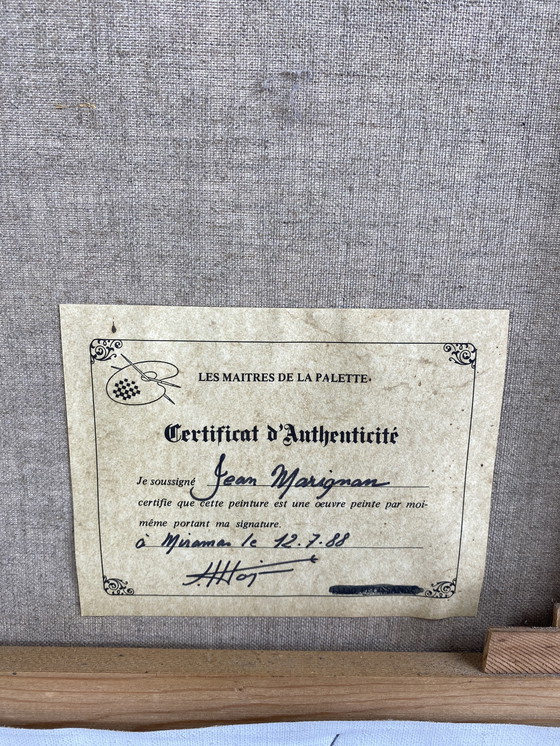 LES MAITRES DE LA PALETTE
Certificat d'Authenticité
Je soussigné Jean Marignan
certifie que cette peinture est une œuvre peinte par moi-
même portant ma signature.
à Miramas le 12.7.88